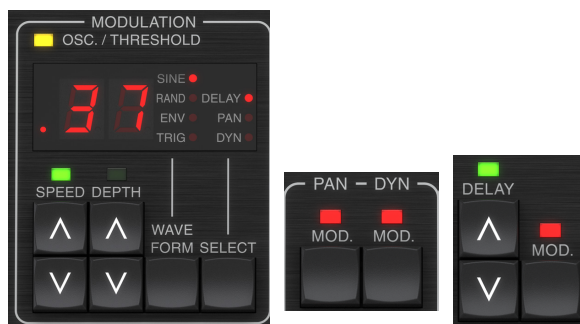 MODULATION
OSC. / THRESHOLD
SINE
RAND DELAY
ENV PAN
TRIG DYN
.37
SPEED DEPTH
WAVE
FORM SELECT
PAN – DYN
MOD. MOD.
DELAY
MOD.